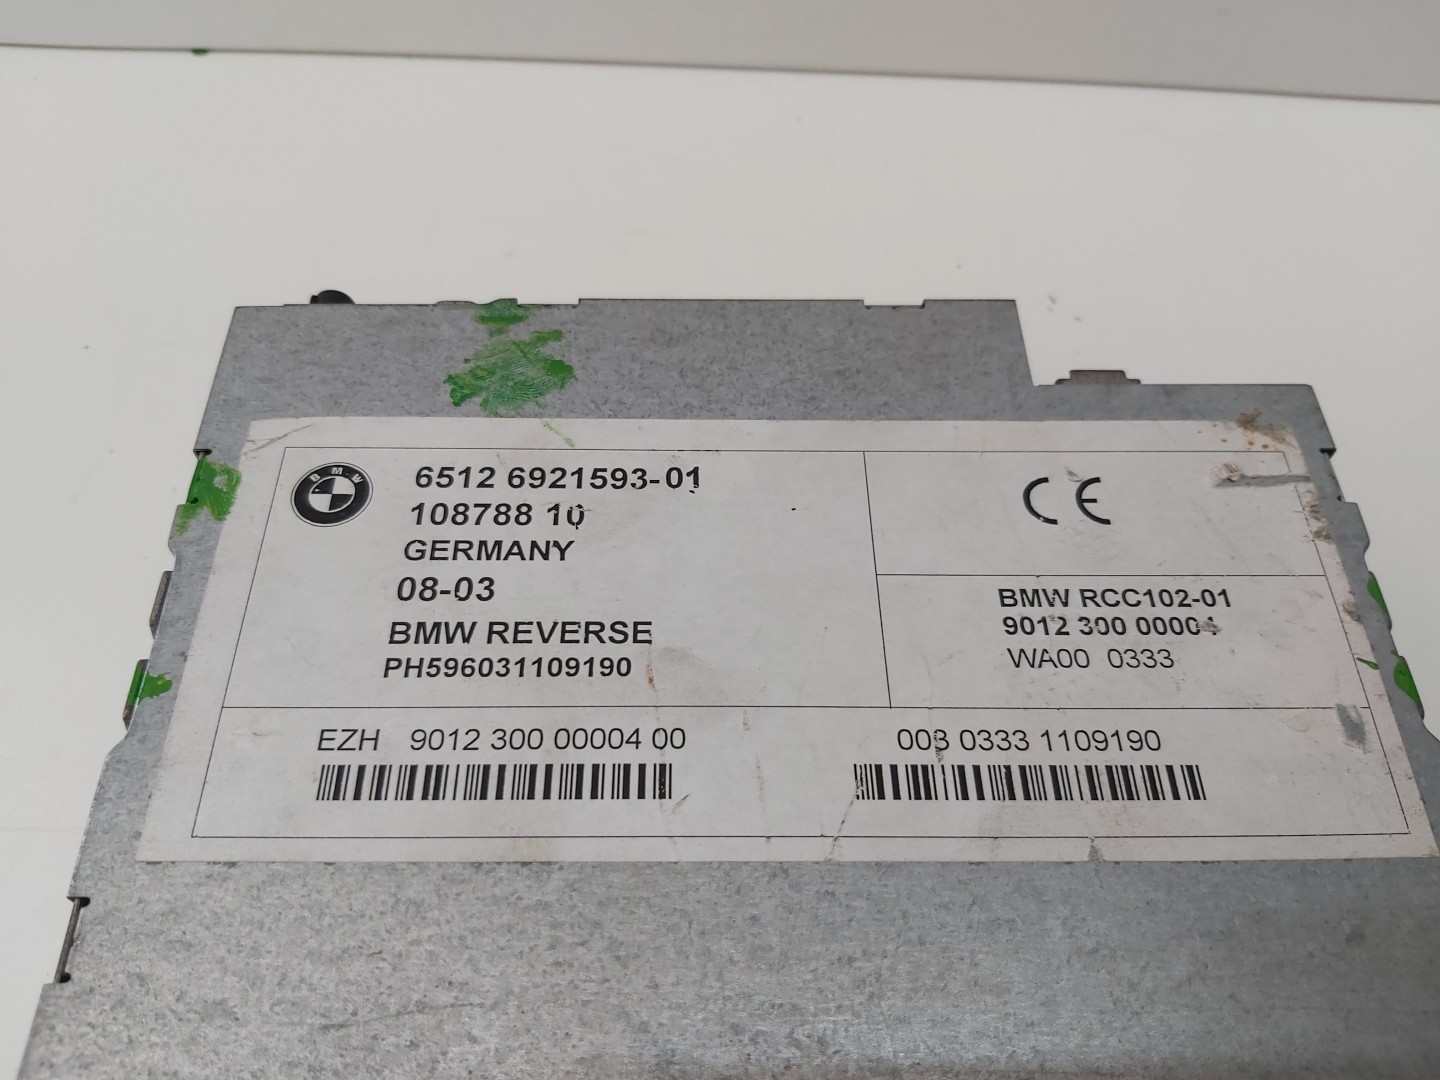 BMW
6512 6921593-01
108788 10
GERMANY
08-03
BMW REVERSE
PH596031109190
CE
BMW RCC102-01
9012 300 00004
WA00 0333
EZH 9012 300 00004 00
003 0333 1109190